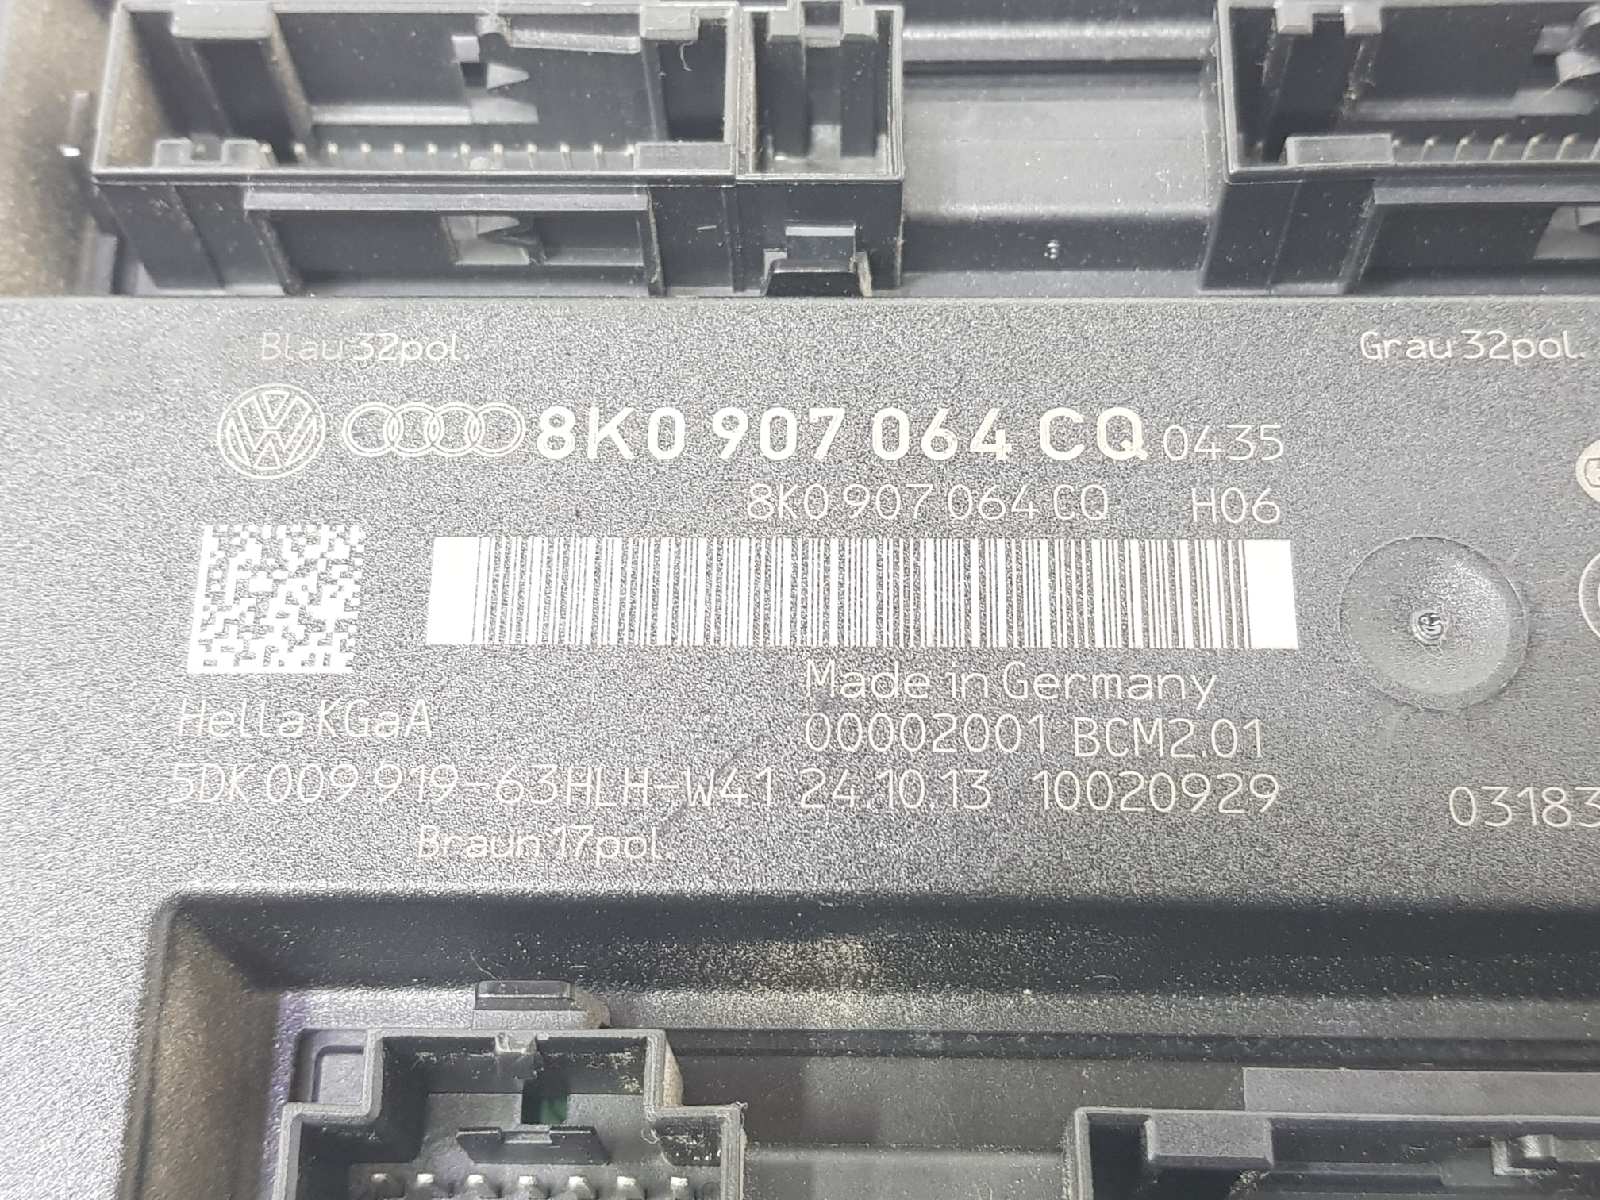 Blau 32pol.
Grau 32pol.
8K0 907 064 CQ 0435
8K0 907 064 CQ H06
Made in Germany
Hella KGaA
00002001 BCM2.01
5DK 009 919-63HLH-W41 24.10.13 10020929
03183
Braun 17pol.